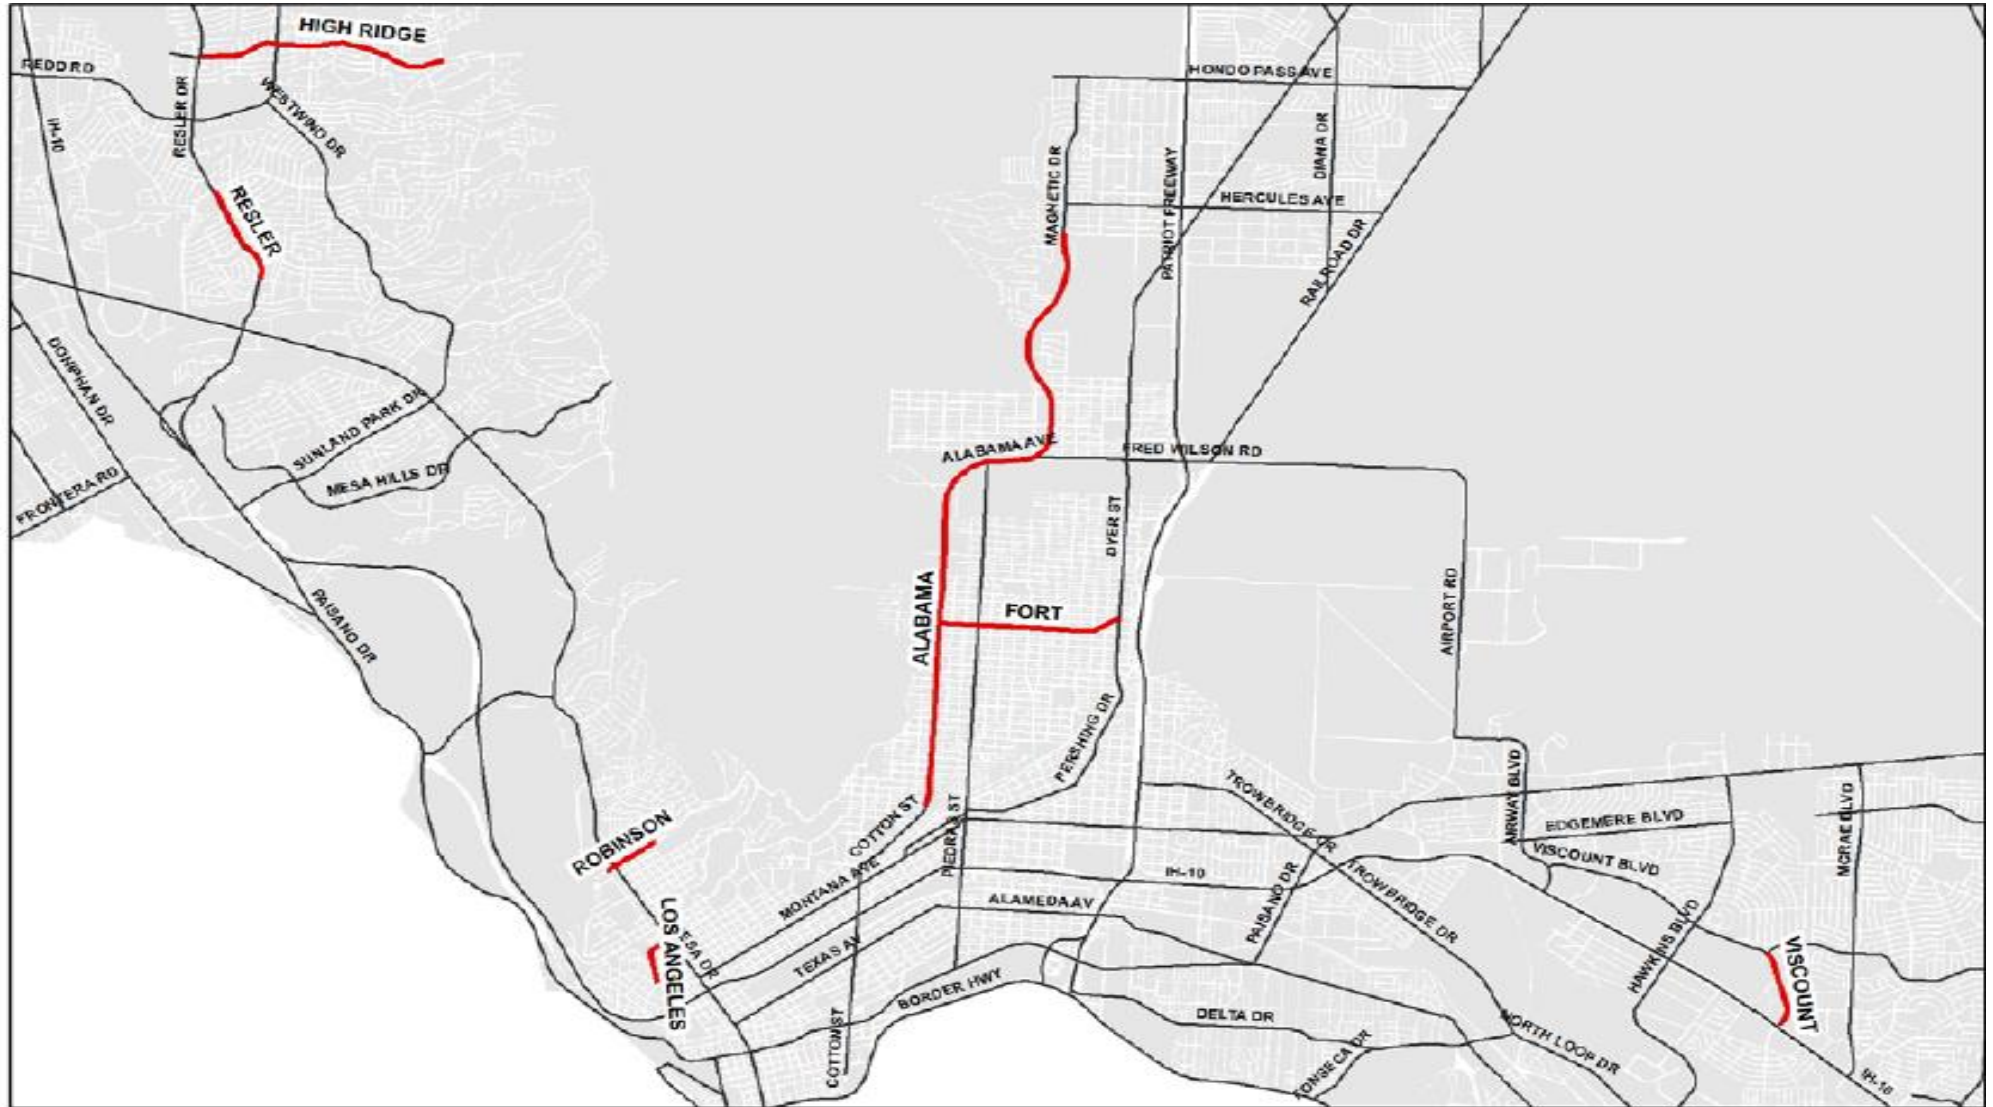 HIGH RIDGE
REDD RD
RESLER DR
WESTWIND DR
IH-10
RESLER
HONDO PASS AVE
DIANA DR
MAGNETIC DR
PATRIOT FREEWAY
HERCULES AVE
RAILROAD DR
DONIPHAN DR
SUNLAND PARK DR
MESA HILLS DR
FRONTERA RD
ALABAMA AVE
FRED WILSON RD
DYER ST
AIRPORT RD
PAISANO DR
ALABAMA
FORT
PERSHING DR
TROWBRIDGE DR
AIRWAY BLVD
EDGEMERE BLVD
MCRAE BLVD
COTTON ST
PIEDRAS ST
ROBINSON
MONTANA AVE
IH-10
VISCOUNT BLVD
TROWBRIDGE DR
PAISANO DR
ALAMEDA AV
LOS ANGELES
ESA DR
TEXAS AV
HAWKINS BLVD
VISCOUNT
BORDER HWY
COTTON ST
DELTA DR
NORTH LOOP DR
FONSECA DR
IH-10